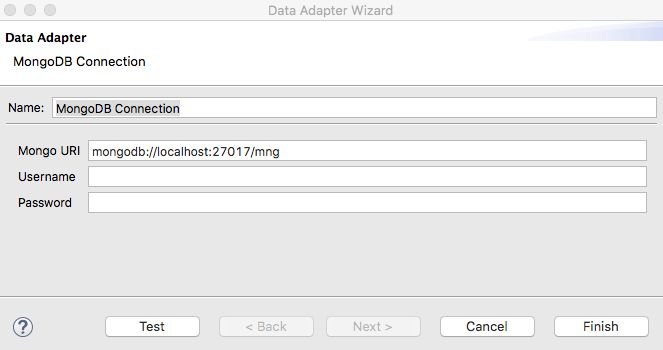 Data Adapter Wizard
Data Adapter
MongoDB Connection
Name: MongoDB Connection
Mongo URI mongodb://localhost:27017/mng
Username
Password
? Test < Back Next > Cancel Finish